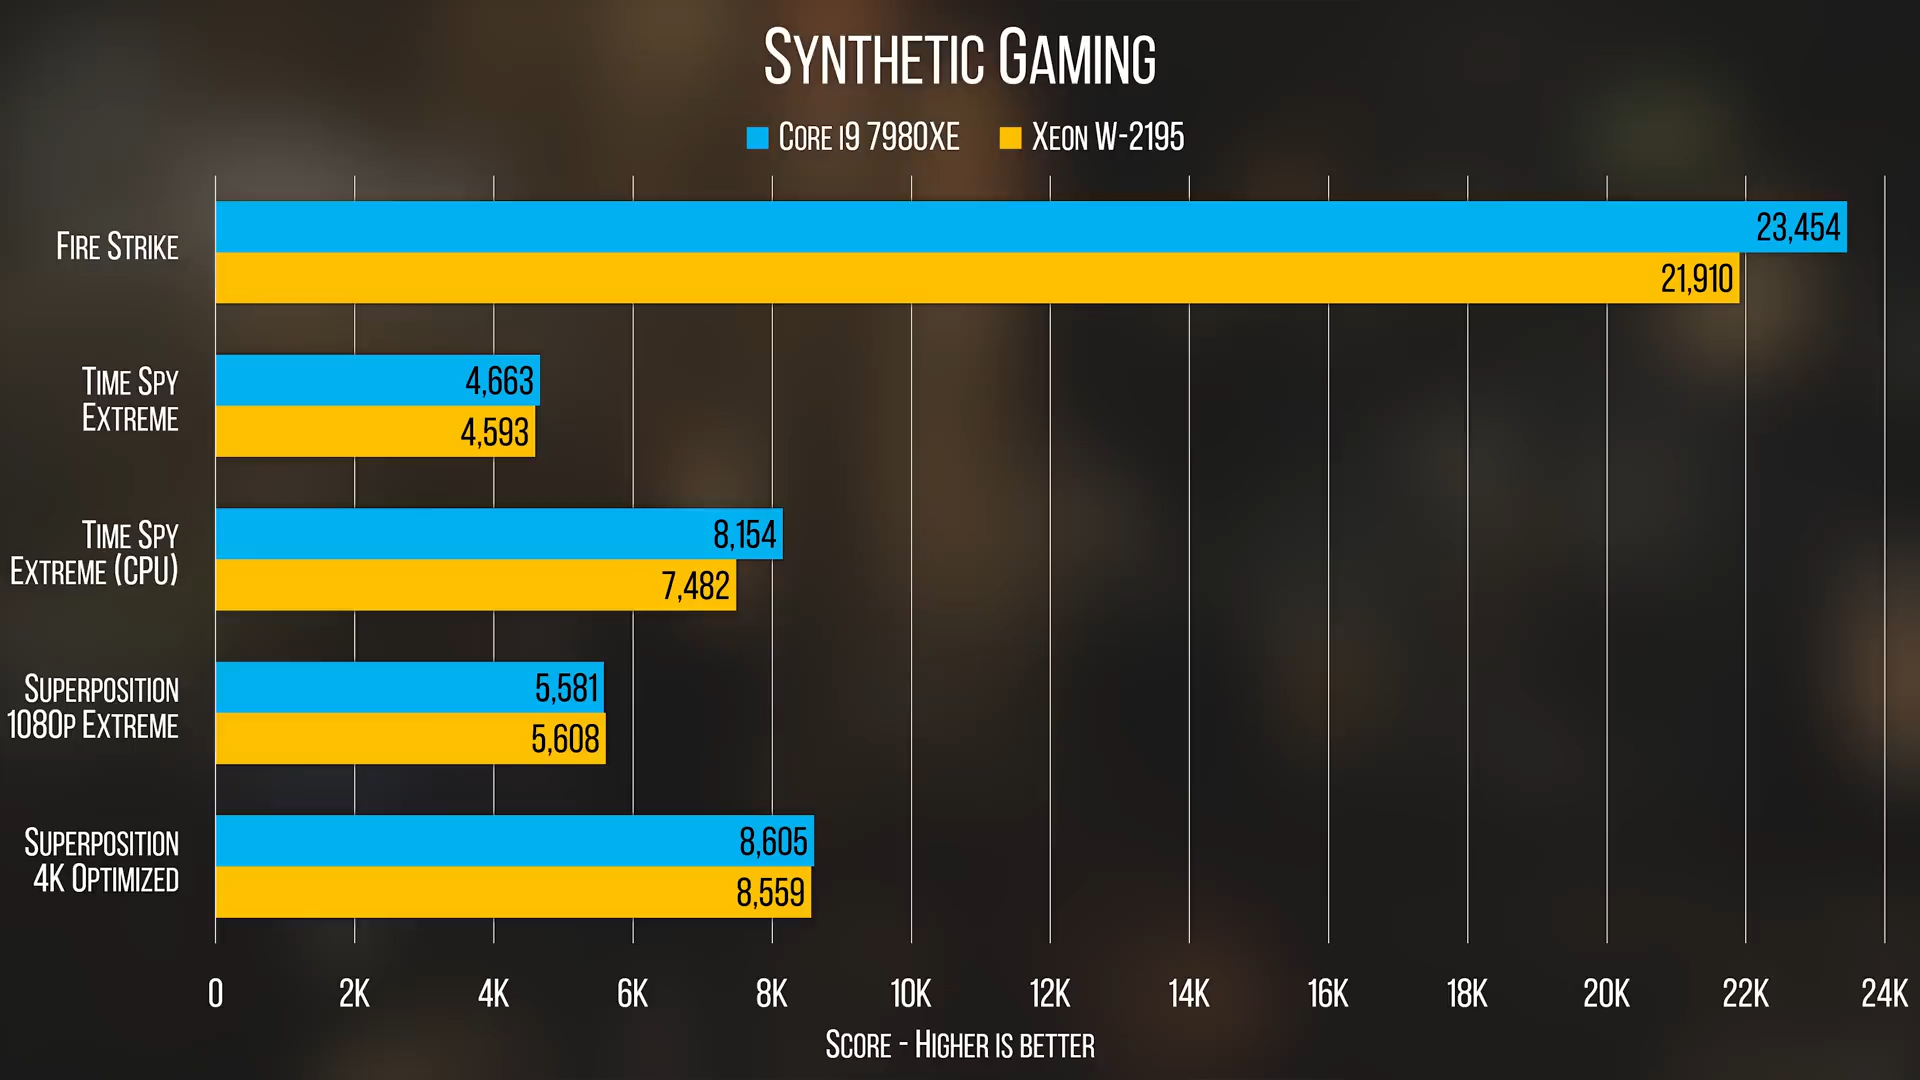 Synthetic Gaming
Core i9 7980XE
Xeon W-2195
Fire Strike
23,454
21,910
Time Spy
Extreme
4,663
4,593
Time Spy
Extreme (CPU)
8,154
7,482
Superposition
1080p Extreme
5,581
5,608
Superposition
4K Optimized
8,605
8,559
0 2K 4K 6K 8K 10K 12K 14K 16K 18K 20K 22K 24K
Score - Higher is better